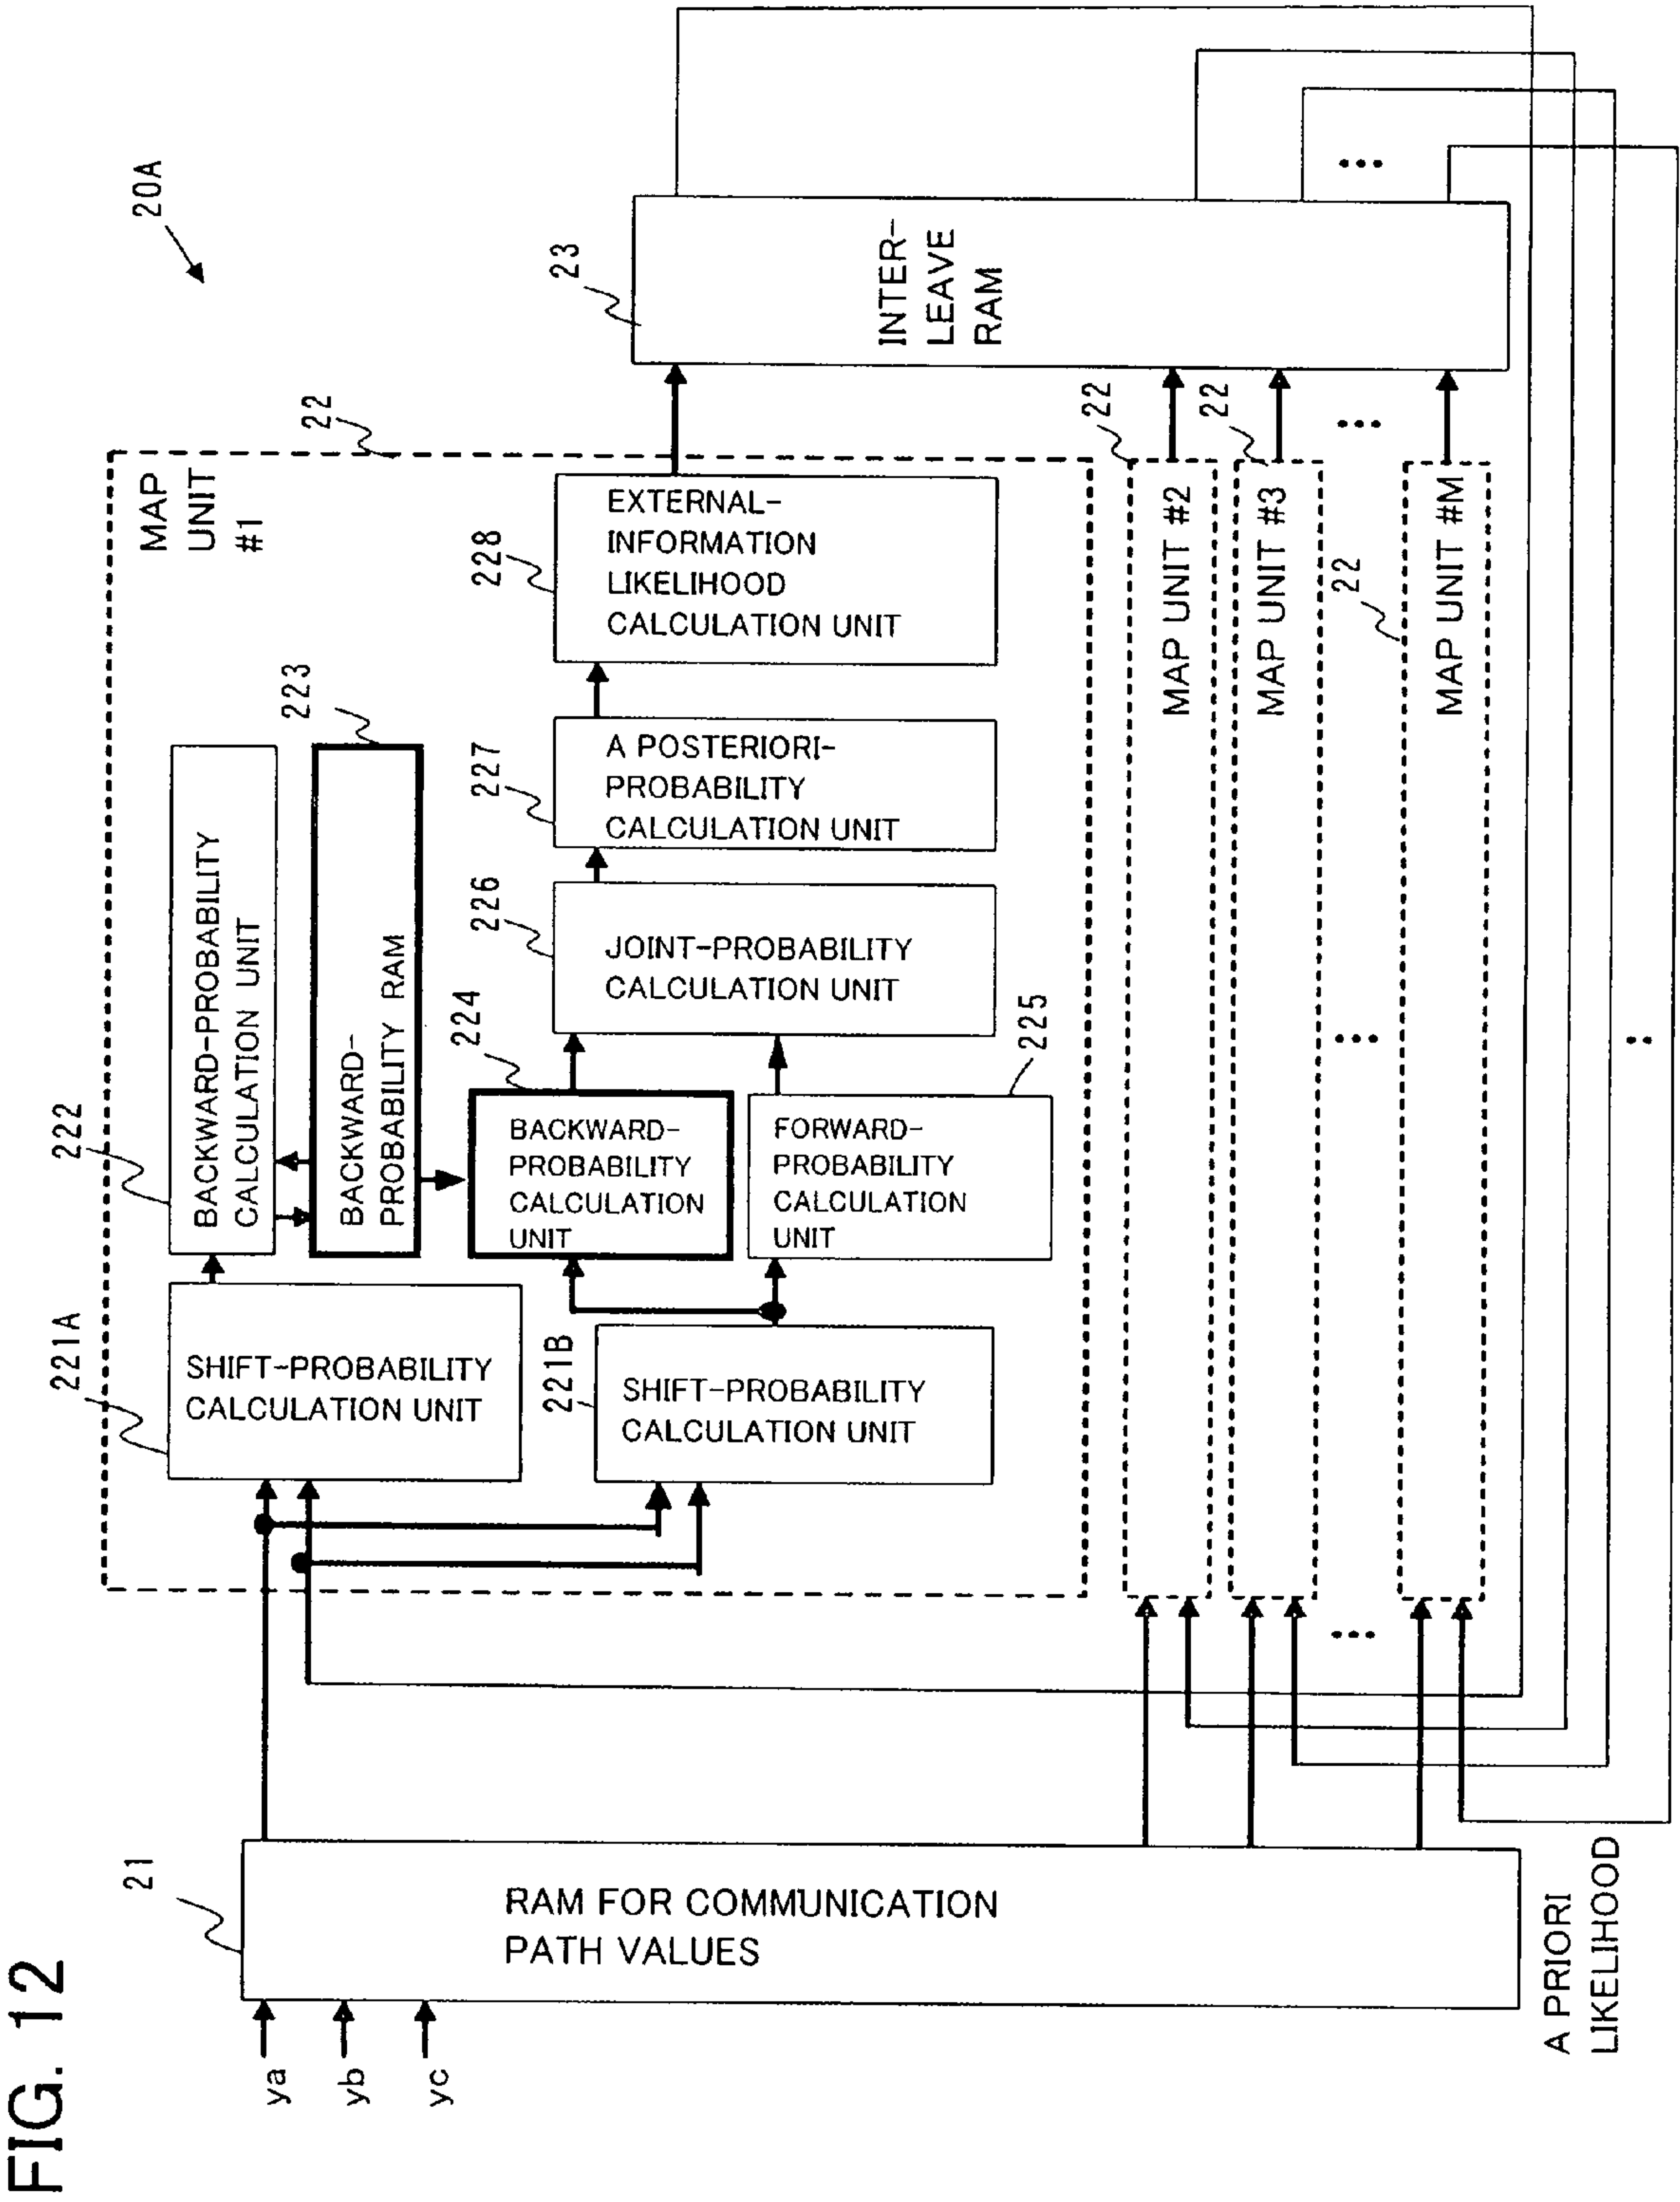 FIG. 12
20A
ya
yb
yc
21
RAM FOR COMMUNICATION
PATH VALUES
A PRIORI
LIKELIHOOD
22
MAP
UNIT
#1
221A
SHIFT-PROBABILITY
CALCULATION UNIT
222
BACKWARD-PROBABILITY
CALCULATION UNIT
223
BACKWARD-
PROBABILITY RAM
221B
SHIFT-PROBABILITY
CALCULATION UNIT
224
BACKWARD-
PROBABILITY
CALCULATION
UNIT
225
FORWARD-
PROBABILITY
CALCULATION
UNIT
226
JOINT-PROBABILITY
CALCULATION UNIT
227
A POSTERIORI-
PROBABILITY
CALCULATION UNIT
228
EXTERNAL-
INFORMATION
LIKELIHOOD
CALCULATION UNIT
23
INTER-
LEAVE
RAM
22
MAP UNIT #2
22
MAP UNIT #3
22
MAP UNIT #M